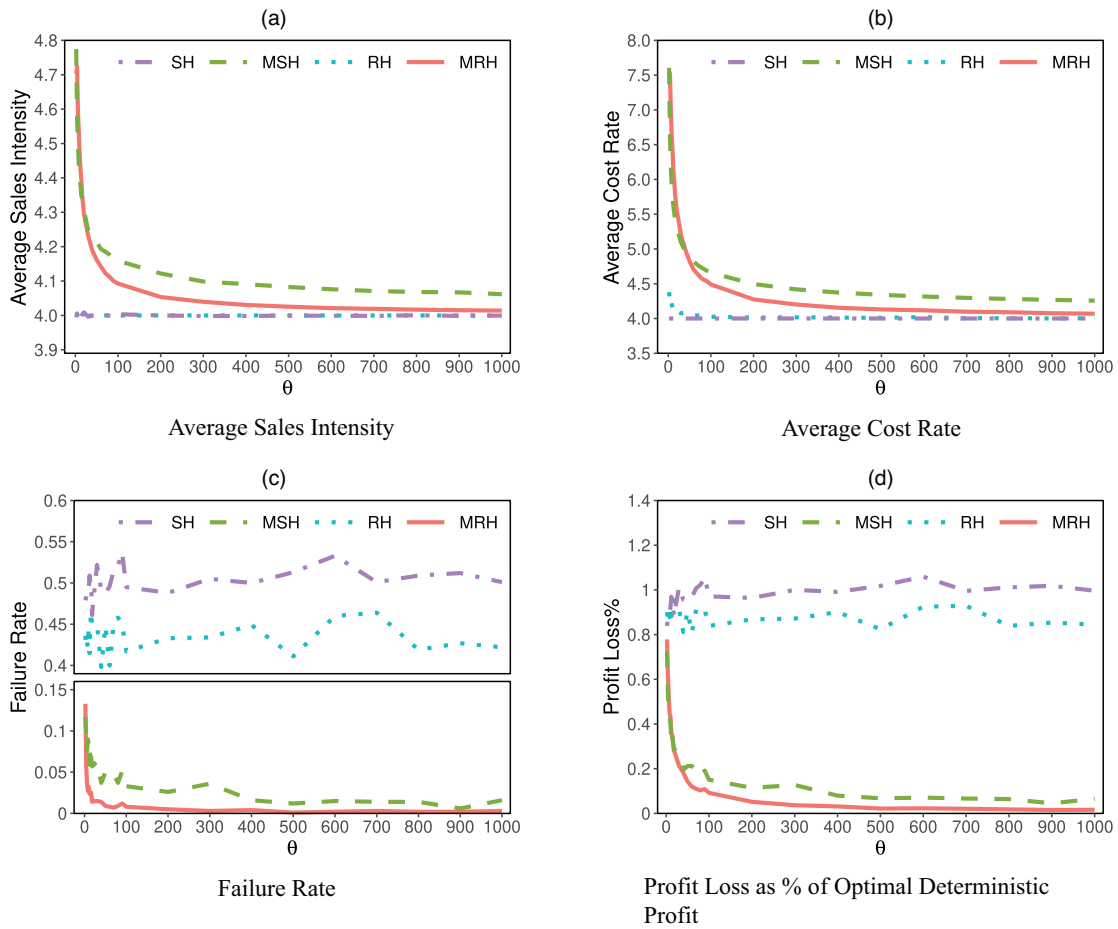 (a)
4.8
4.7
4.6
4.5
4.4
4.3
4.2
4.1
4.0
3.9
Average Sales Intensity
SH MSH RH MRH
0 100 200 300 400 500 600 700 800 900 1000
θ
Average Sales Intensity
(b)
8.0
7.5
7.0
6.5
6.0
5.5
5.0
4.5
4.0
3.5
Average Cost Rate
SH MSH RH MRH
0 100 200 300 400 500 600 700 800 900 1000
θ
Average Cost Rate
(c)
0.6
0.55
0.5
0.45
0.4
0.15
0.1
0.05
0
Failure Rate
SH MSH RH MRH
0 100 200 300 400 500 600 700 800 900 1000
θ
Failure Rate
(d)
1.4
1.2
1
0.8
0.6
0.4
0.2
0
Profit Loss%
SH MSH RH MRH
0 100 200 300 400 500 600 700 800 900 1000
θ
Profit Loss as % of Optimal Deterministic
Profit